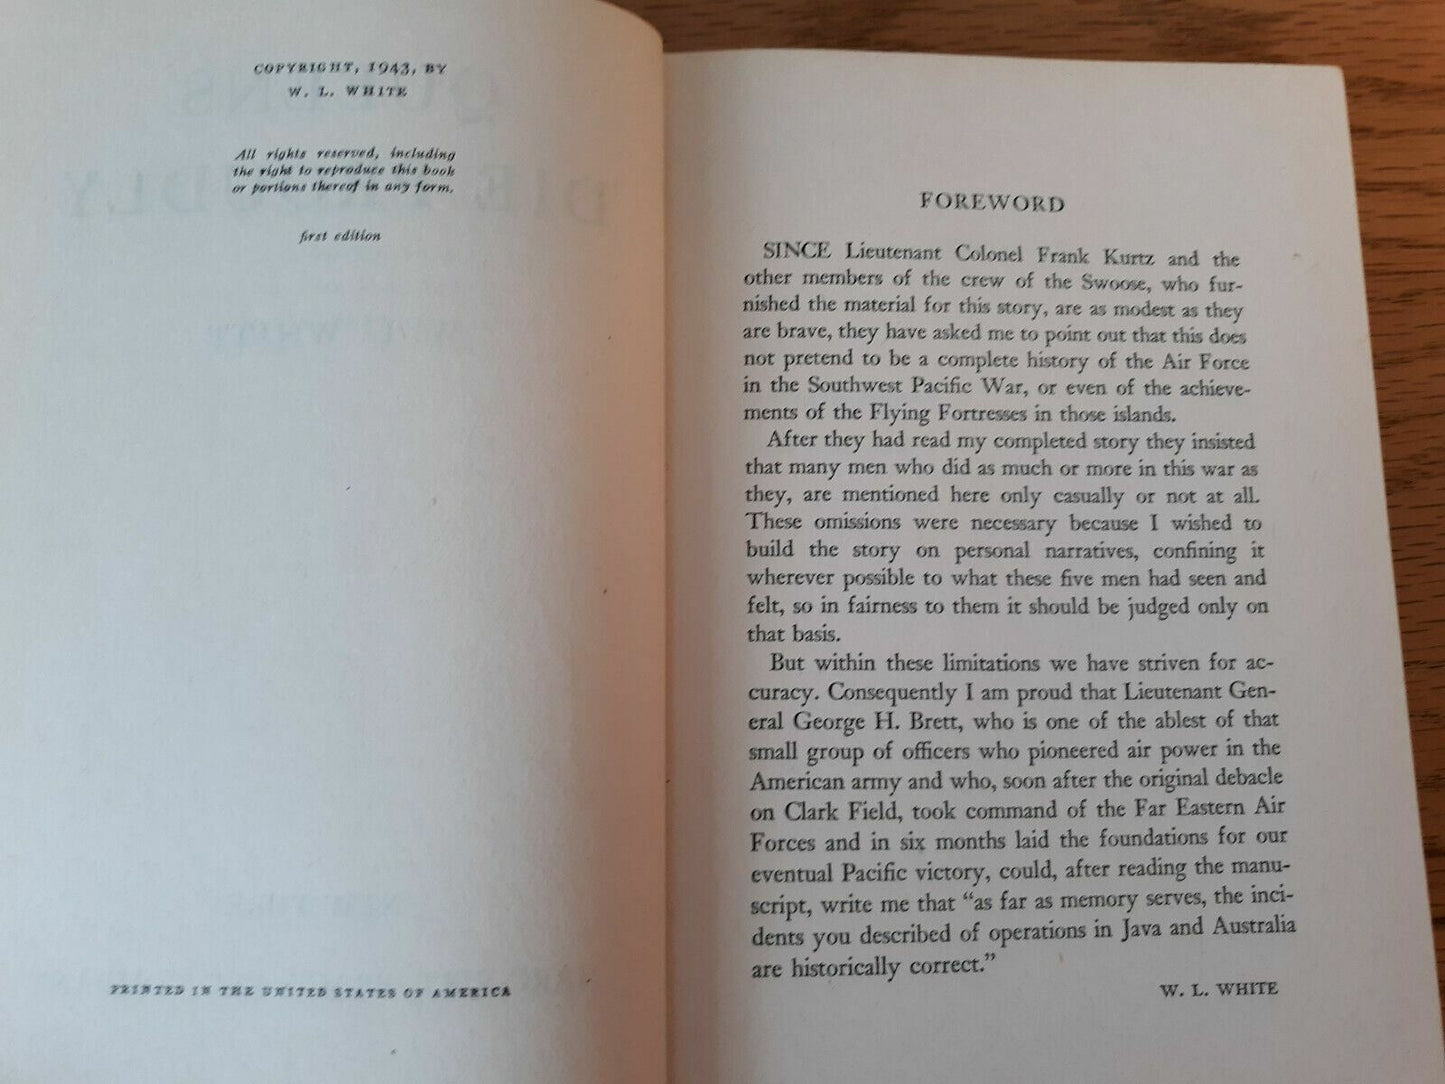 COPYRIGHT, 1943, BY
W. L. WHITE
All rights reserved, including
the right to reproduce this book
or portions thereof in any form.
first edition
PRINTED IN THE UNITED STATES OF AMERICA
FOREWORD
SINCE Lieutenant Colonel Frank Kurtz and the
other members of the crew of the Swoose, who fur-
nished the material for this story, are as modest as they
are brave, they have asked me to point out that this does
not pretend to be a complete history of the Air Force
in the Southwest Pacific War, or even of the achieve-
ments of the Flying Fortresses in those islands.
After they had read my completed story they insisted
that many men who did as much or more in this war as
they, are mentioned here only casually or not at all.
These omissions were necessary because I wished to
build the story on personal narratives, confining it
wherever possible to what these five men had seen and
felt, so in fairness to them it should be judged only on
that basis.
But within these limitations we have striven for ac-
curacy. Consequently I am proud that Lieutenant Gen-
eral George H. Brett, who is one of the ablest of that
small group of officers who pioneered air power in the
American army and who, soon after the original debacle
on Clark Field, took command of the Far Eastern Air
Forces and in six months laid the foundations for our
eventual Pacific victory, could, after reading the manu-
script, write me that “as far as memory serves, the inci-
dents you described of operations in Java and Australia
are historically correct.”
W. L. WHITE